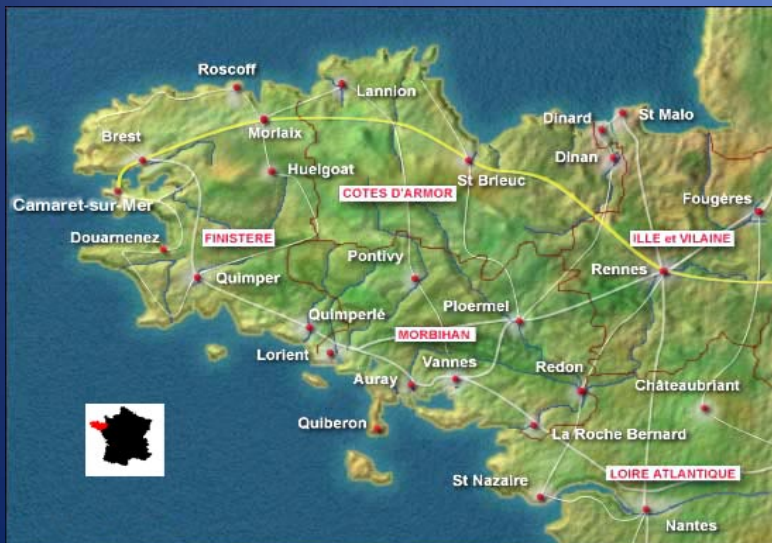 Roscoff
Lannion
Dinard
St Malo
Morlaix
Brest
Dinan
St Brieuc
Huelgoat
COTES D'ARMOR
Fougères
Camaret-sur-Mer
FINISTERE
ILLE et VILAINE
Douarnenez
Pontivy
Rennes
Quimper
Ploermel
Quimperlé
MORBIHAN
Lorient
Vannes
Redon
Auray
Châteaubriant
Quiberon
La Roche Bernard
LOIRE ATLANTIQUE
St Nazaire
Nantes